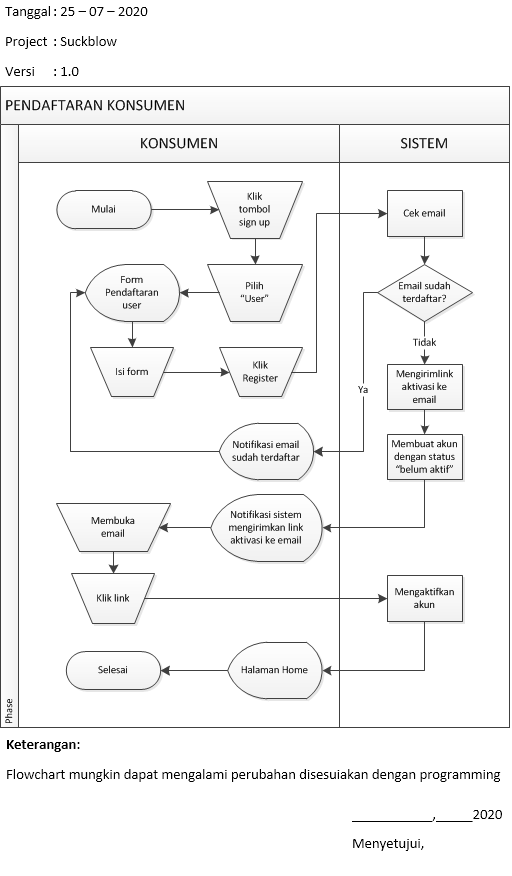 Tanggal : 25 – 07 – 2020
Project : Suckblow
Versi : 1.0
PENDAFTARAN KONSUMEN
KONSUMEN
SISTEM
Mulai
Klik
tombol
sign up
Cek email
Form
Pendaftaran
user
Pilih
"User"
Email sudah
terdaftar?
Tidak
Isi form
Klik
Register
Ya
Mengirimlink
aktivasi ke
email
Notifikasi email
sudah terdaftar
Membuat akun
dengan status
"belum aktif"
Membuka
email
Notifikasi sistem
mengirimkan link
aktivasi ke email
Klik link
Mengaktifkan
akun
Selesai
Halaman Home
Phase
Keterangan:
Flowchart mungkin dapat mengalami perubahan disesuiakan dengan programming
___________,_____2020
Menyetujui,